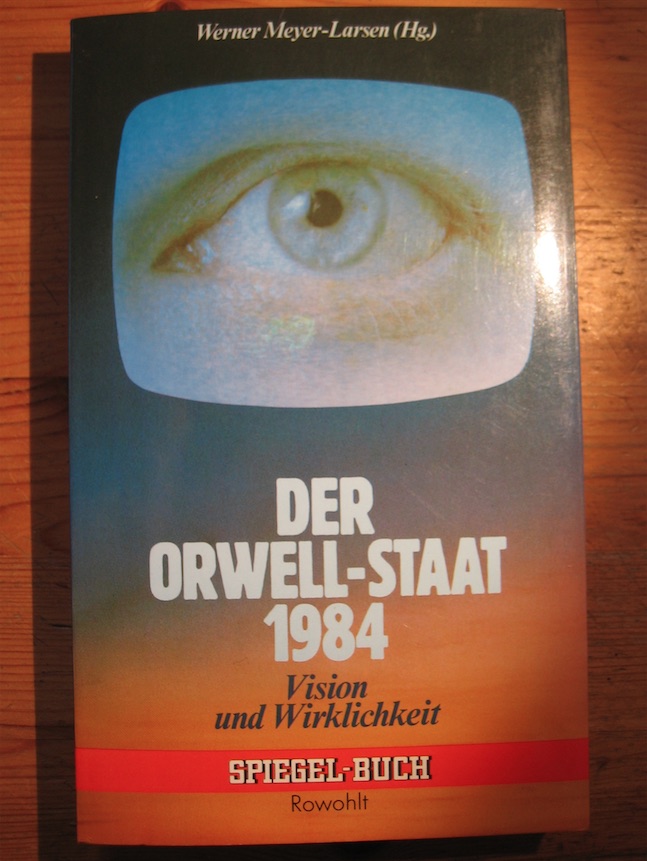 Werner Meyer-Larsen (Hg.)
DER
ORWELL-STAAT
1984
Vision
und Wirklichkeit
SPIEGEL-BUCH
Rowohlt